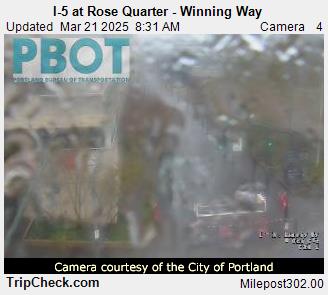 I-5 at Rose Quarter - Winning Way
Updated Mar 21 2025 8:31 AM Camera 4
PBOT
PORTLAND BUREAU OF TRANSPORTATION
Camera courtesy of the City of Portland
TripCheck.com Milepost302.00